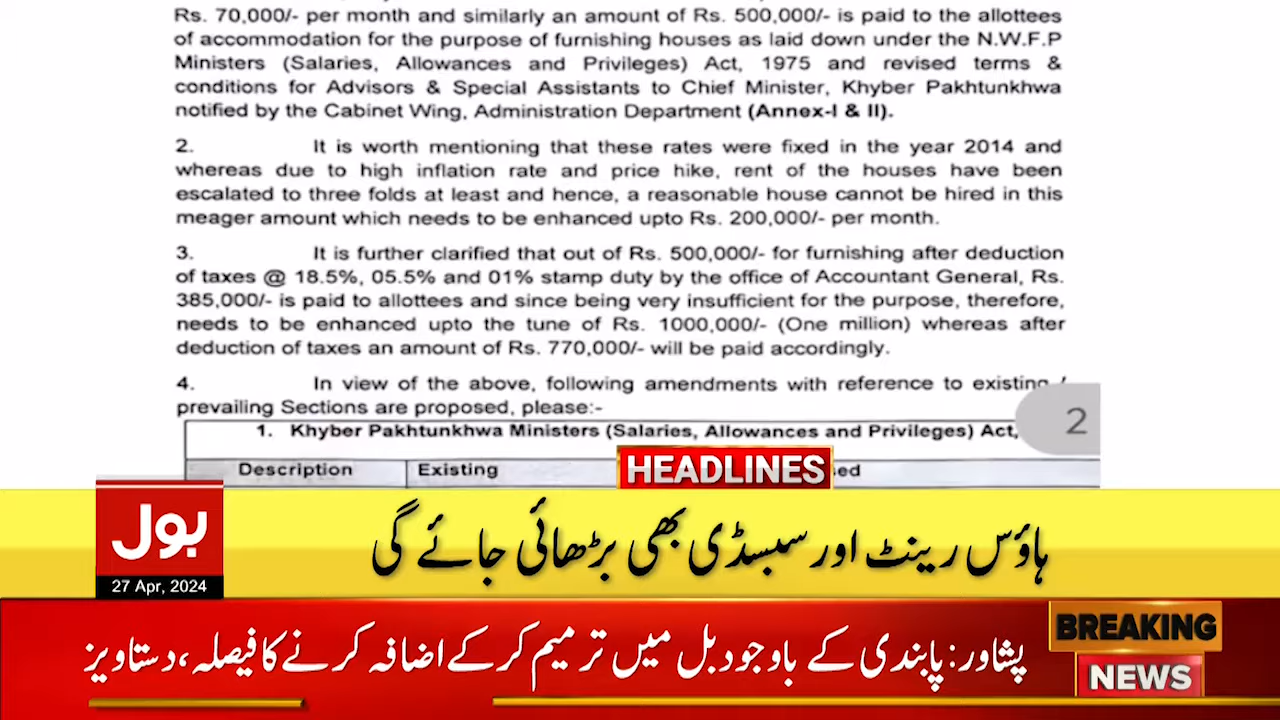 Rs. 70,000/- per month and similarly an amount of Rs. 500,000/- is paid to the allottees
of accommodation for the purpose of furnishing houses as laid down under the N.W.F.P
Ministers (Salaries, Allowances and Privileges) Act, 1975 and revised terms &
conditions for Advisors & Special Assistants to Chief Minister, Khyber Pakhtunkhwa
notified by the Cabinet Wing, Administration Department (Annex-I & II).
2. It is worth mentioning that these rates were fixed in the year 2014 and
whereas due to high inflation rate and price hike, rent of the houses have been
escalated to three folds at least and hence, a reasonable house cannot be hired in this
meager amount which needs to be enhanced upto Rs. 200,000/- per month.
3. It is further clarified that out of Rs. 500,000/- for furnishing after deduction
of taxes @ 18.5%, 05.5% and 01% stamp duty by the office of Accountant General, Rs.
385,000/- is paid to allottees and since being very insufficient for the purpose, therefore,
needs to be enhanced upto the tune of Rs. 1000,000/- (One million) whereas after
deduction of taxes an amount of Rs. 770,000/- will be paid accordingly.
4. In view of the above, following amendments with reference to existing /
prevailing Sections are proposed, please:-
2
1. Khyber Pakhtunkhwa Ministers (Salaries, Allowances and Privileges) Act,
Description Existing
HEADLINES
بول
27 Apr, 2024
ہاؤس رینٹ اور سبسڈی بھی بڑھائی جائے گی
BREAKING
NEWS
پشاور: پابندی کے باوجود بل میں ترمیم کرکے اضافہ کرنے کا فیصلہ، دستاویز